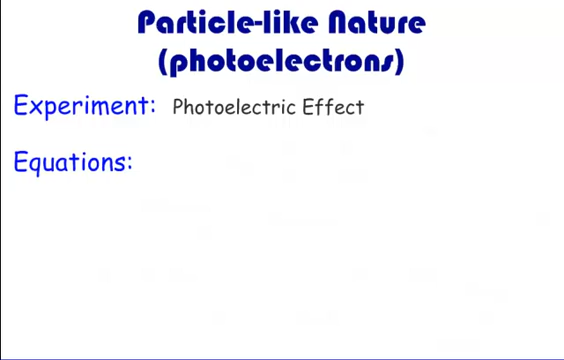 Particle-like Nature
(photoelectrons)
Experiment: Photoelectric Effect
Equations: